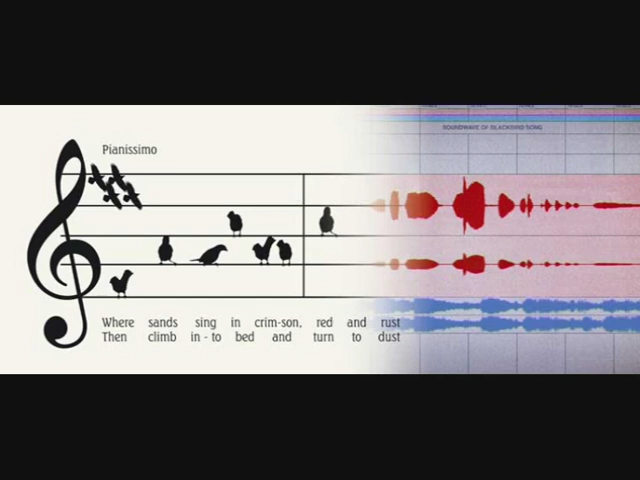 Pianissimo
SOUNDWAVE OF BLACKBIRD SONG
Where sands sing in crim-son, red and rust
Then climb in-to bed and turn to dust